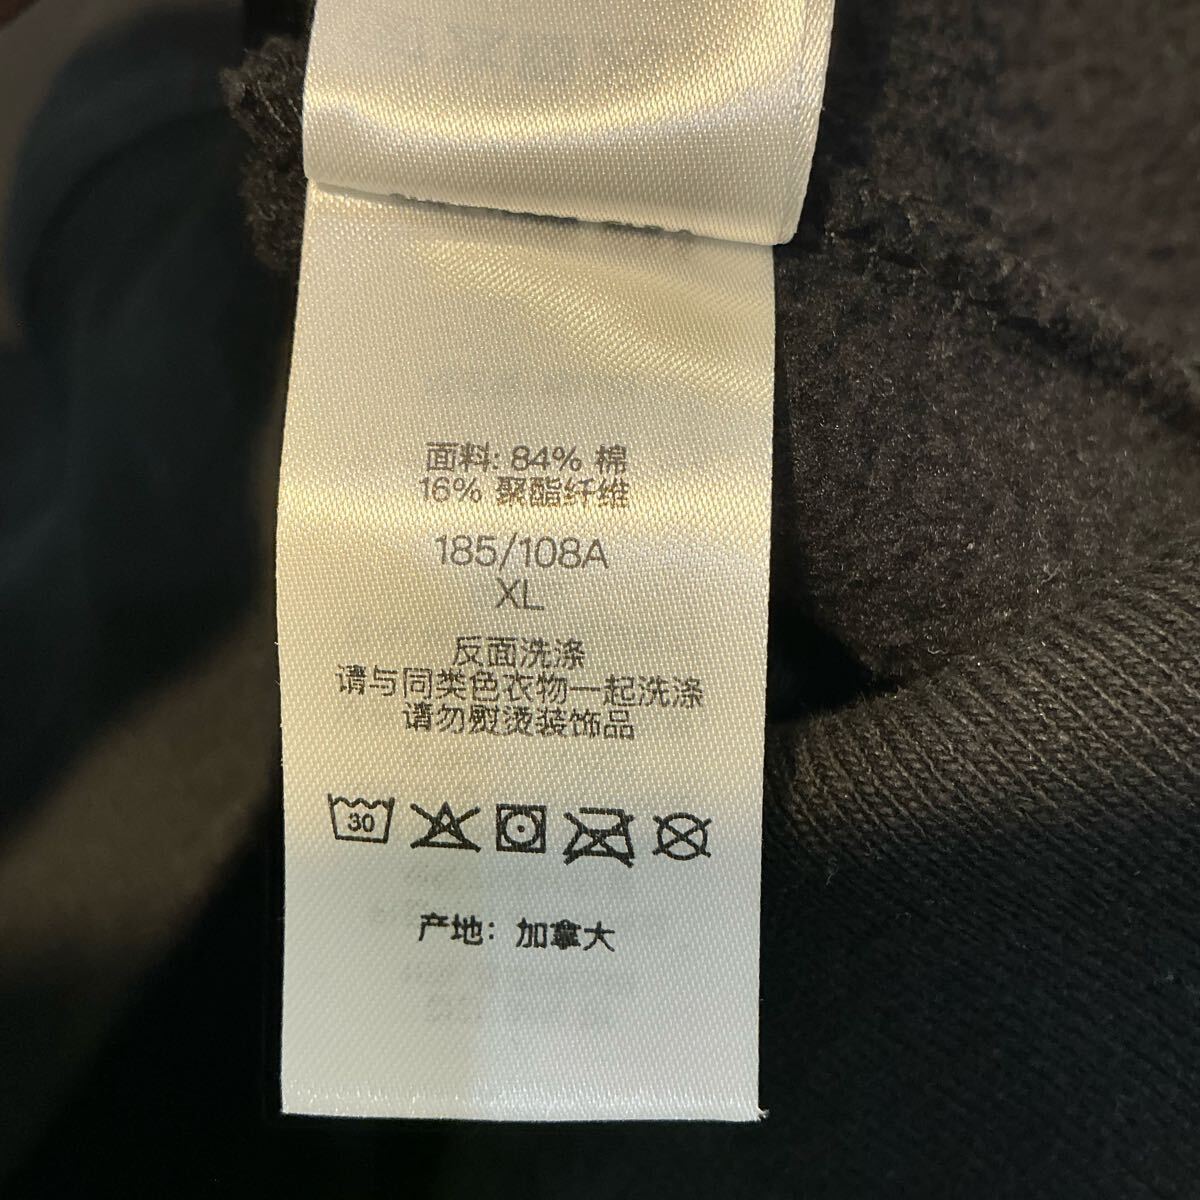 面料: 84% 棉
16% 聚酯纤维
185/108A
XL
反面洗涤
请与同类色衣物一起洗涤
请勿熨烫装饰品
30
产地: 加拿大